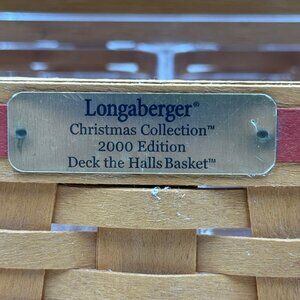 Longaberger®
Christmas Collection™
2000 Edition
Deck the Halls Basket™